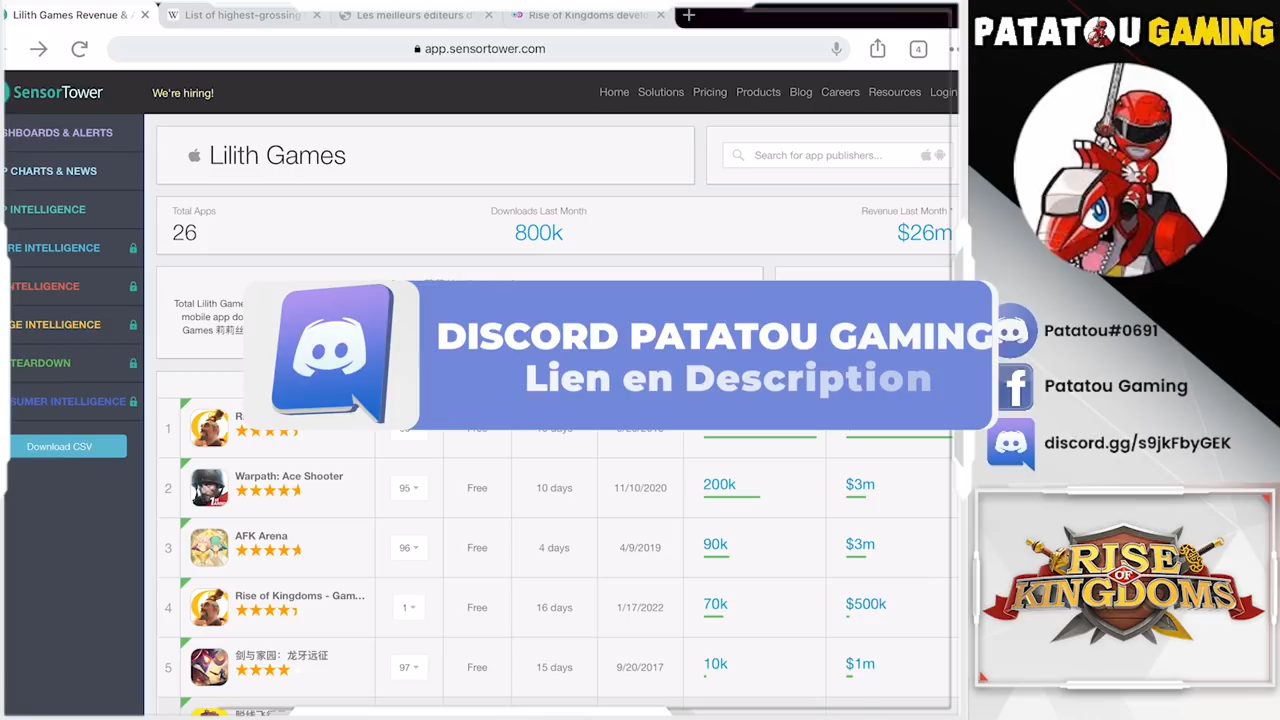 Lilith Games Revenue &
List of highest-grossing
Les meilleurs éditeurs d'
Rise of Kingdoms devel
app.sensortower.com
4
SensorTower
We're hiring!
Home Solutions Pricing Products Blog Careers Resources Login
SHBOARDS & ALERTS
P CHARTS & NEWS
P INTELLIGENCE
RE INTELLIGENCE
NTELLIGENCE
GE INTELLIGENCE
TEARDOWN
SUMER INTELLIGENCE
Download CSV
Lilith Games
Search for app publishers...
Total Apps
26
Downloads Last Month
800k
Revenue Last Month *
$26m
Total Lilith Game
mobile app do
Games 莉莉丝
DISCORD PATATOU GAMING
Lien en Description
1
2 Warpath: Ace Shooter 95 Free 10 days 11/10/2020 200k $3m
3 AFK Arena 96 Free 4 days 4/9/2019 90k $3m
4 Rise of Kingdoms - Gam... 1 Free 16 days 1/17/2022 70k $500k
5 剑与家园：龙牙远征 97 Free 15 days 9/20/2017 10k $1m
PATATOU GAMING
Patatou#0691
Patatou Gaming
discord.gg/s9jkFbyGEK
RISE
OF
KINGDOMS